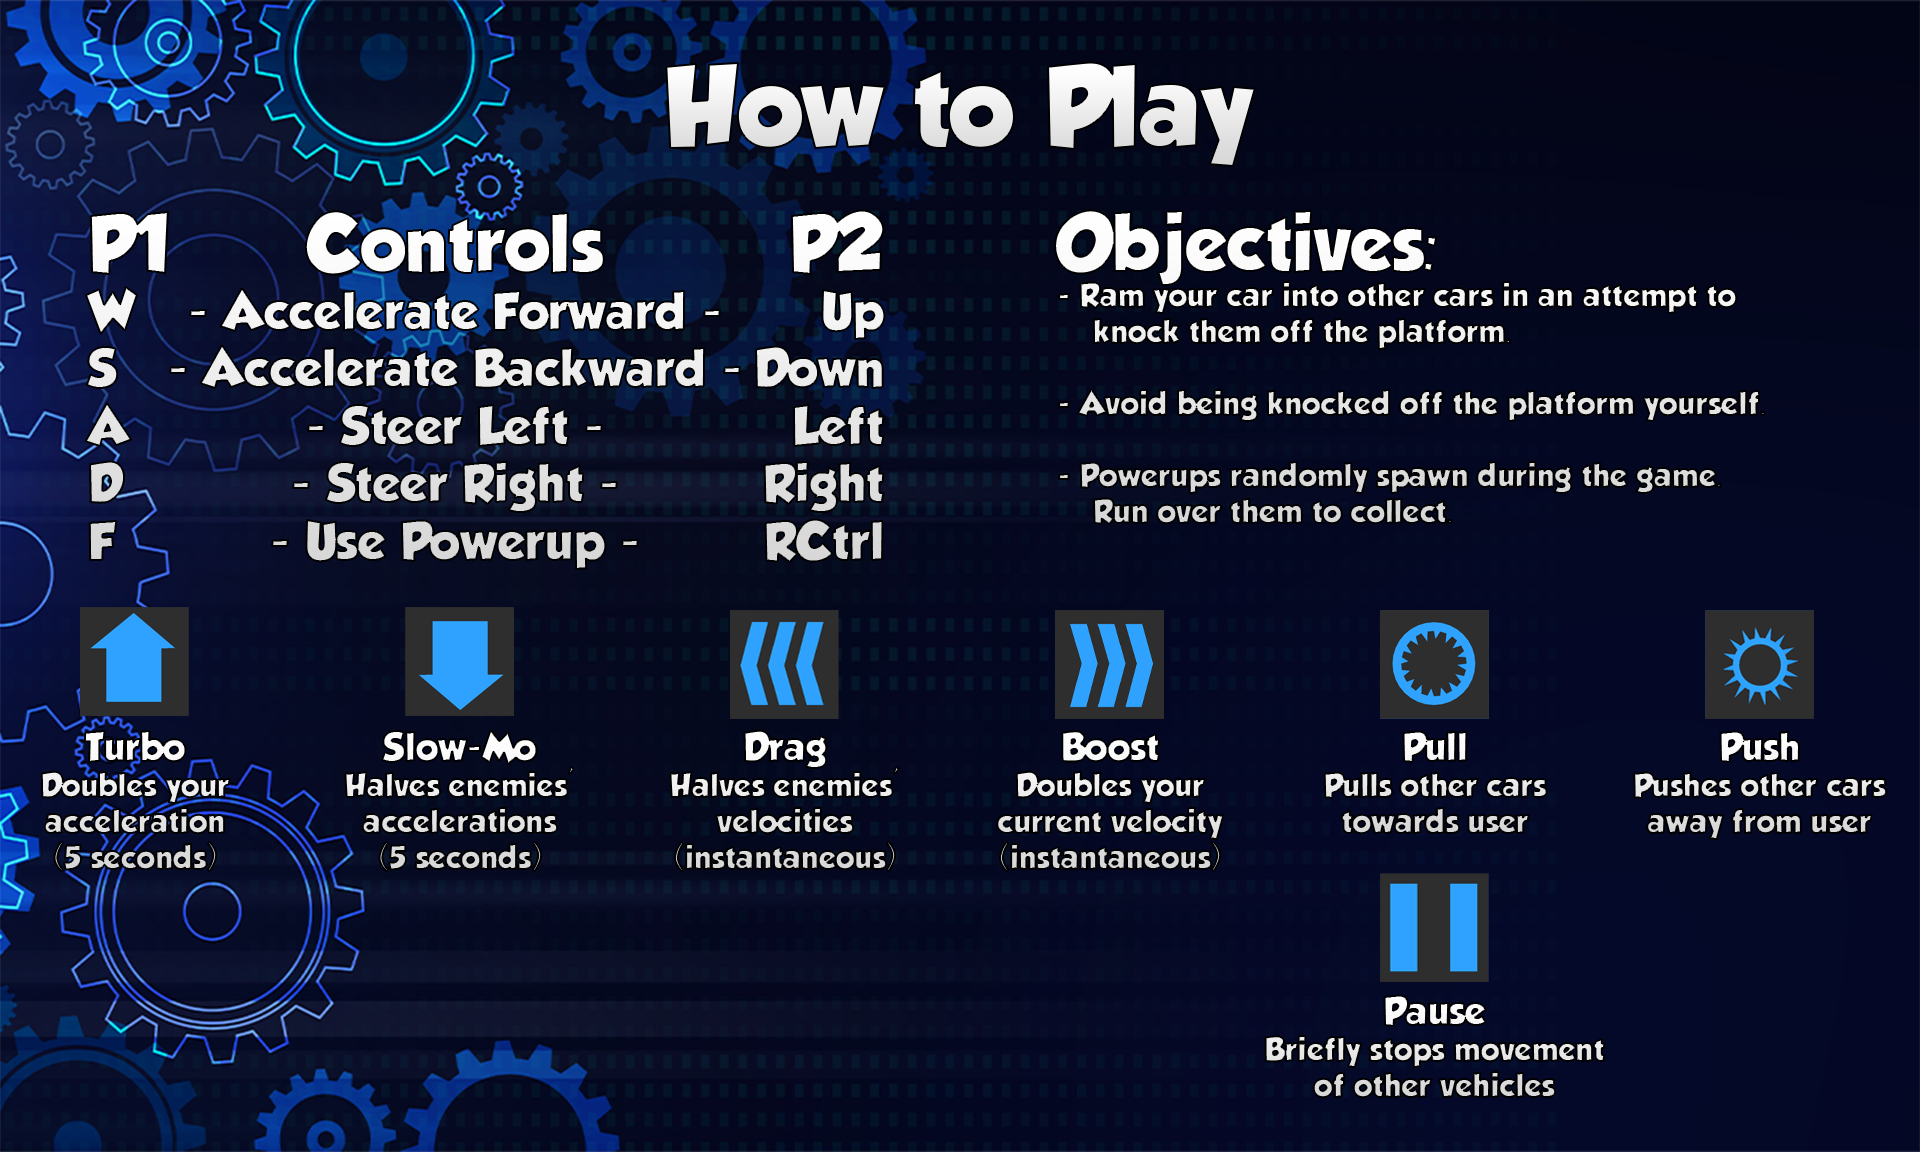 How to Play
P1 Controls P2
W - Accelerate Forward - Up
S - Accelerate Backward - Down
A - Steer Left - Left
D - Steer Right - Right
F - Use Powerup - RCtrl
Objectives:
- Ram your car into other cars in an attempt to
knock them off the platform.
- Avoid being knocked off the platform yourself.
- Powerups randomly spawn during the game.
Run over them to collect.
Turbo
Doubles your
acceleration
(5 seconds)
Slow-Mo
Halves enemies'
accelerations
(5 seconds)
Drag
Halves enemies'
velocities
(instantaneous)
Boost
Doubles your
current velocity
(instantaneous)
Pull
Pulls other cars
towards user
Push
Pushes other cars
away from user
Pause
Briefly stops movement
of other vehicles